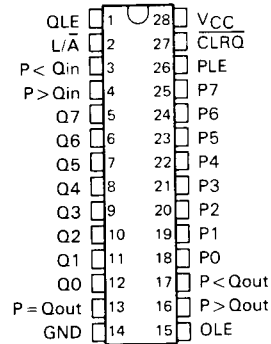 QLE 1 28 VCC
L/A̅ 2 27 C̅L̅R̅Q̅
P<Qin 3 26 PLE
P>Qin 4 25 P7
Q7 5 24 P6
Q6 6 23 P5
Q5 7 22 P4
Q4 8 21 P3
Q3 9 20 P2
Q2 10 19 P1
Q1 11 18 P0
Q0 12 17 P<Qout
P=Qout 13 16 P>Qout
GND 14 15 OLE